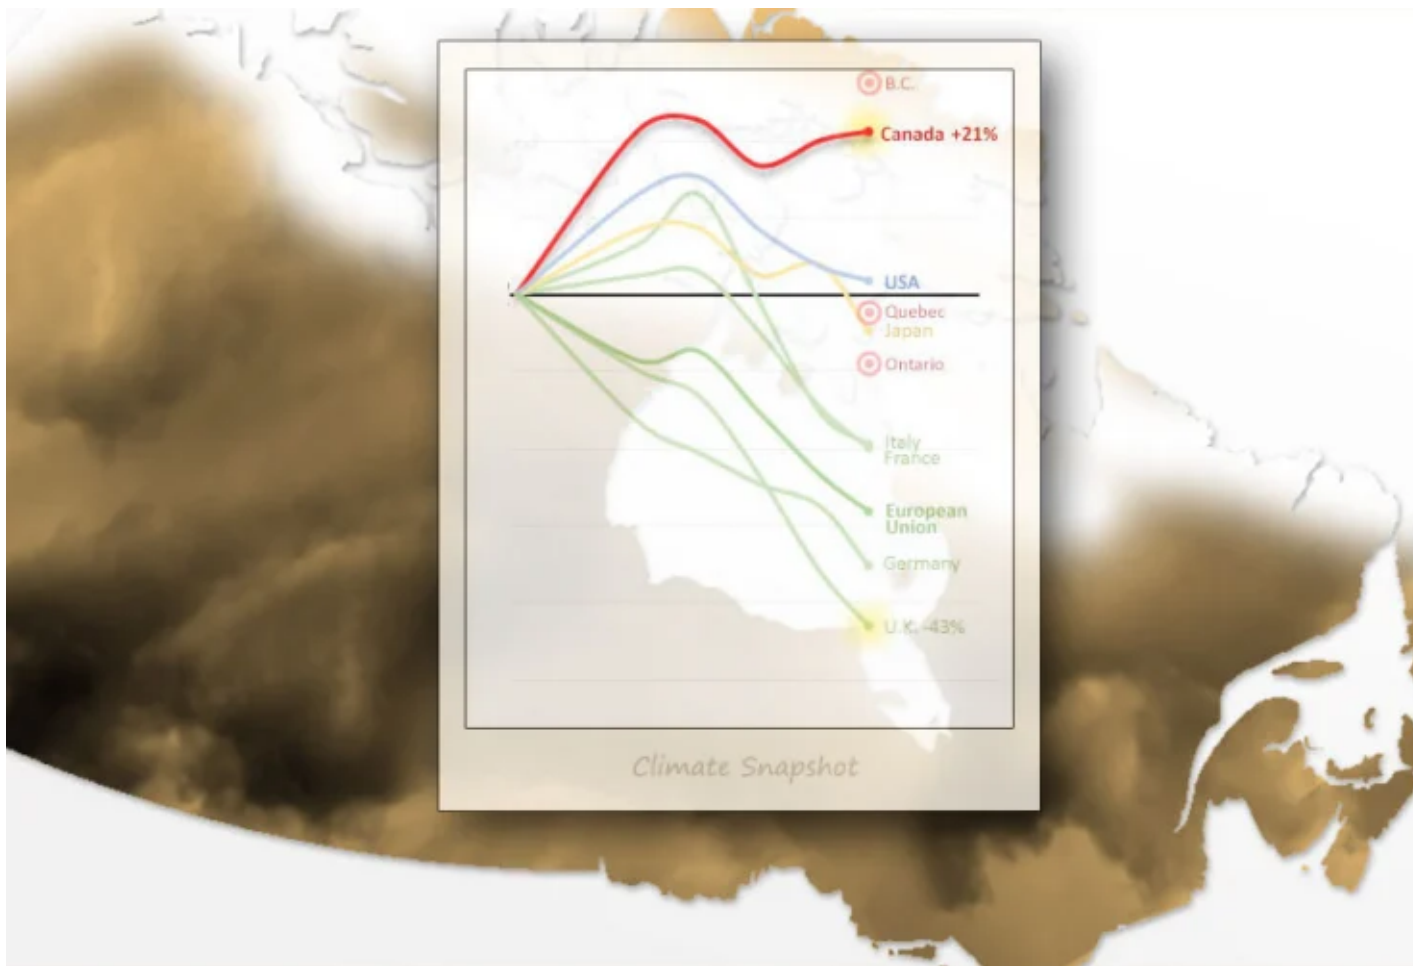 B.C.
Canada +21%
USA
Quebec
Japan
Ontario
Italy
France
European
Union
Germany
U.K. -43%
Climate Snapshot